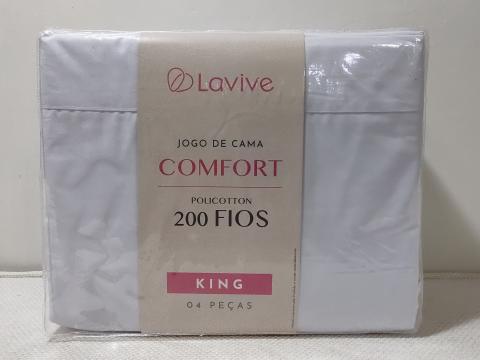 Lavive
JOGO DE CAMA
COMFORT
POLICOTTON
200 FIOS
KING
04 PEÇAS